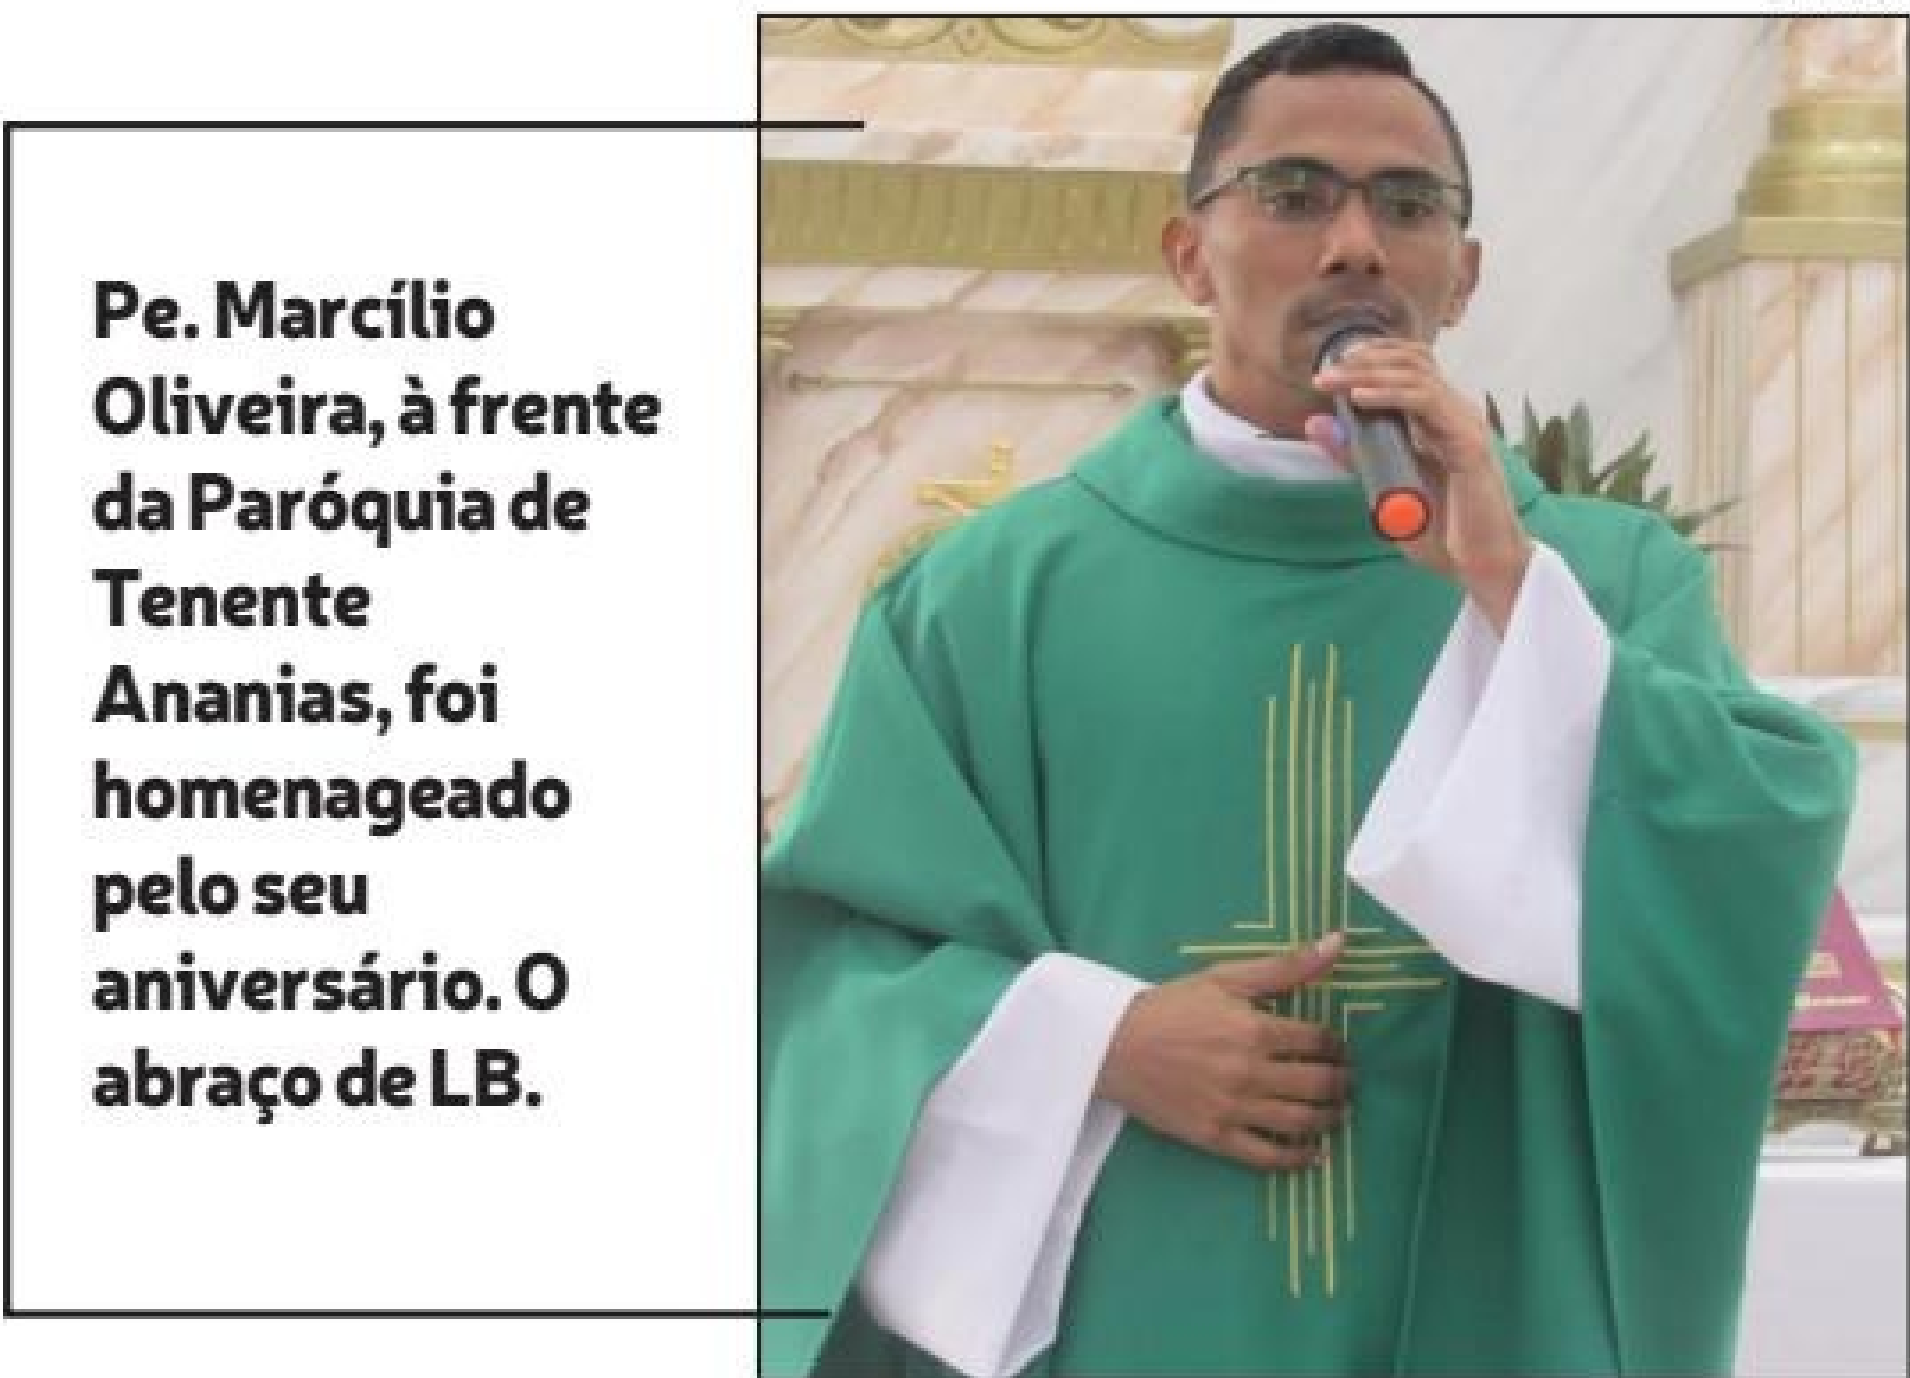 Pe. Marcílio
Oliveira, à frente
da Paróquia de
Tenente
Ananias, foi
homenageado
pelo seu
aniversário. O
abraço de LB.